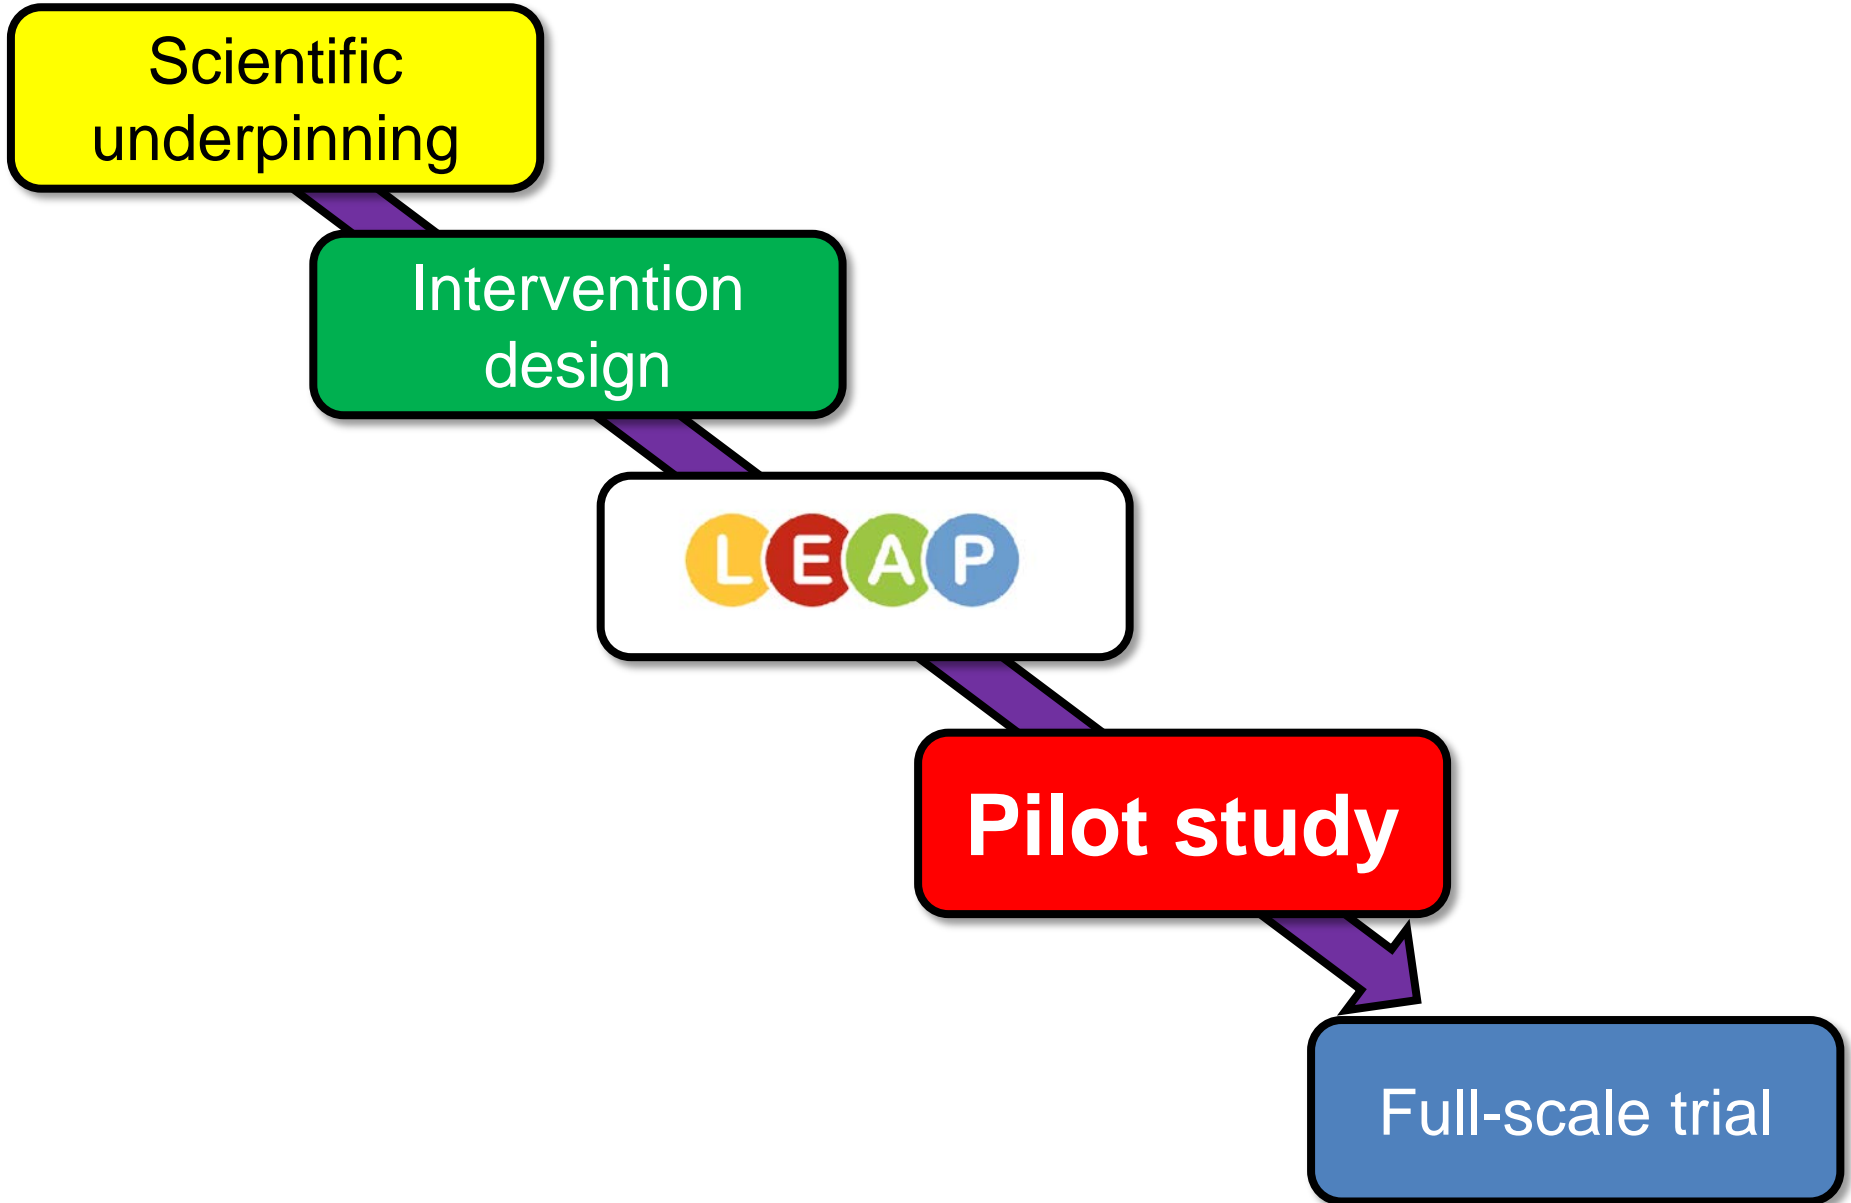 Scientific
underpinning
Intervention
design
LEAP
Pilot study
Full-scale trial